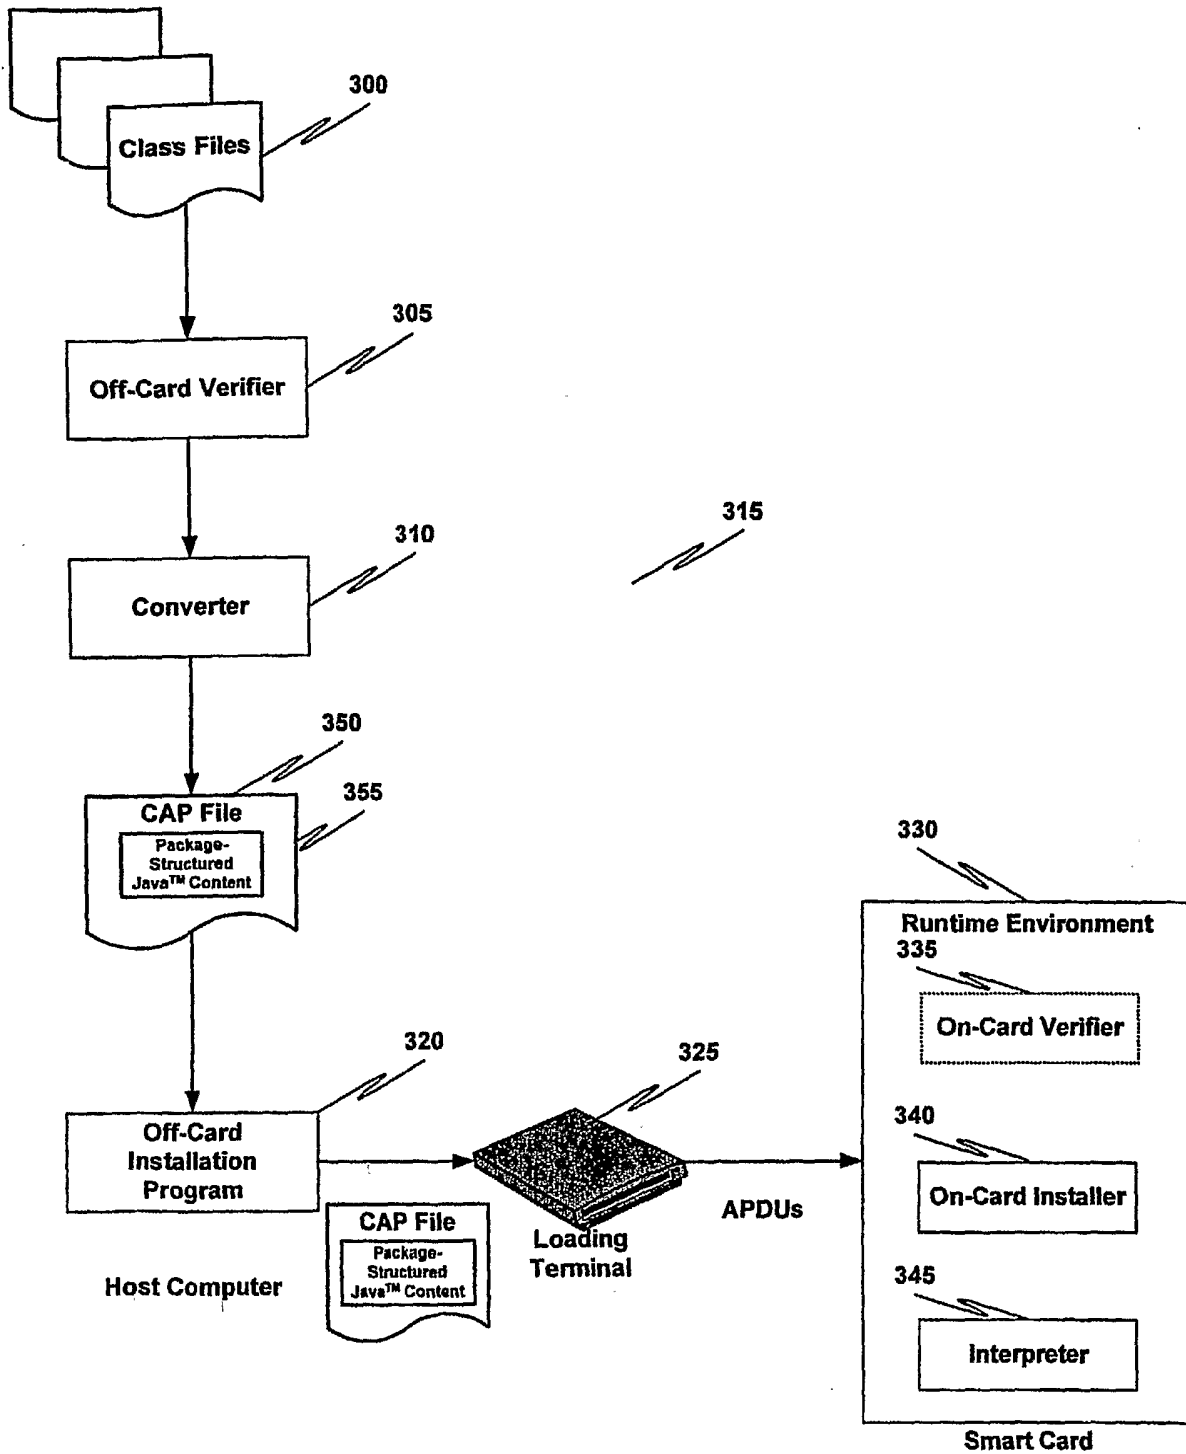 300
Class Files
305
Off-Card Verifier
315
310
Converter
350
CAP File
355
Package-
Structured
Java™ Content
330
Runtime Environment
335
On-Card Verifier
320
325
Off-Card
Installation
Program
340
On-Card Installer
APDUs
CAP File
Package-
Structured
Java™ Content
Loading
Terminal
Host Computer
345
Interpreter
Smart Card